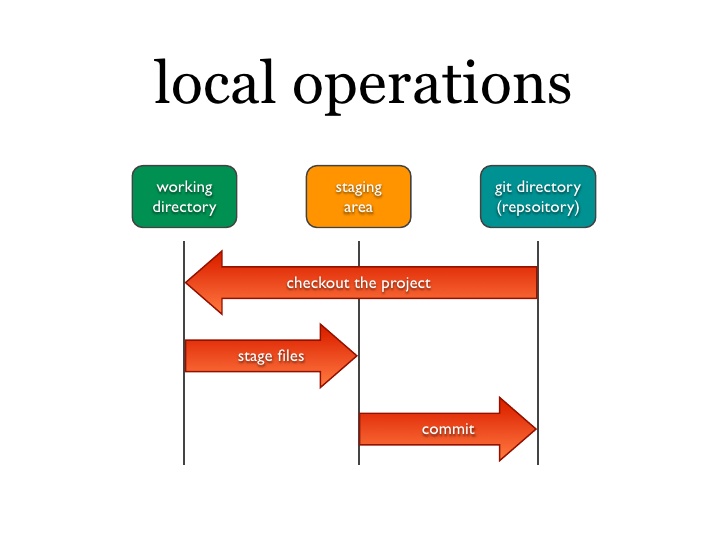 local operations
working
directory
staging
area
git directory
(repsoitory)
checkout the project
stage files
commit